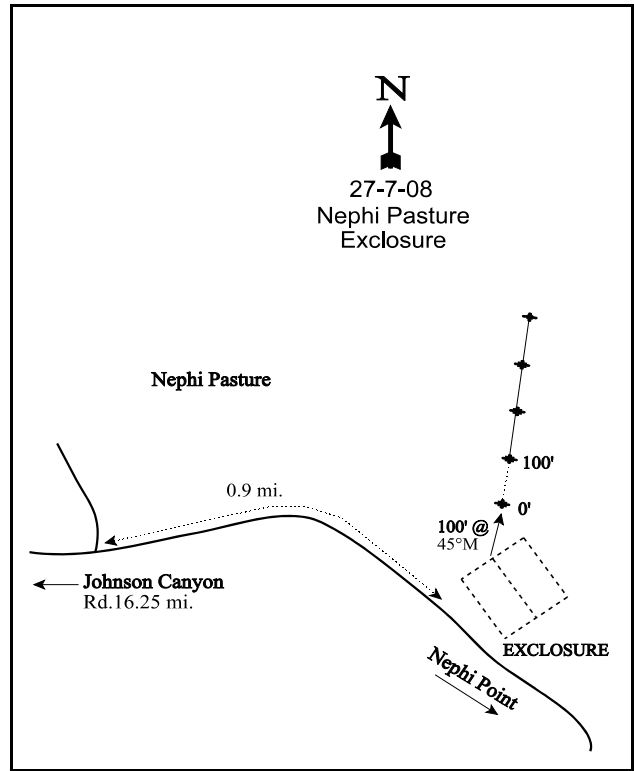 N
27-7-08
Nephi Pasture
Exclosure
Nephi Pasture
100'
0.9 mi.
0'
100' @
45°M
Johnson Canyon
Rd.16.25 mi.
EXCLOSURE
Nephi Point